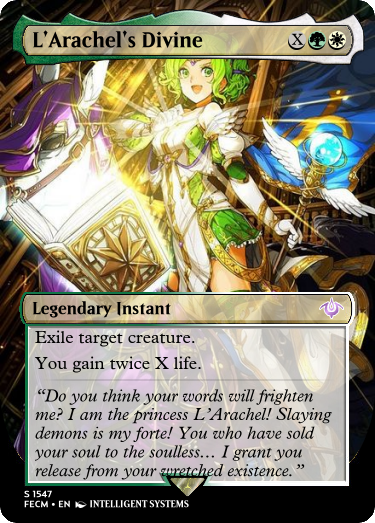 L'Arachel's Divine X
Legendary Instant
Exile target creature.
You gain twice X life.
“Do you think your words will frighten
me? I am the princess L'Arachel! Slaying
demons is my forte! You who have sold
your soul to the soulless… I grant you
release from your wretched existence.”
S 1547
FECM • EN INTELLIGENT SYSTEMS